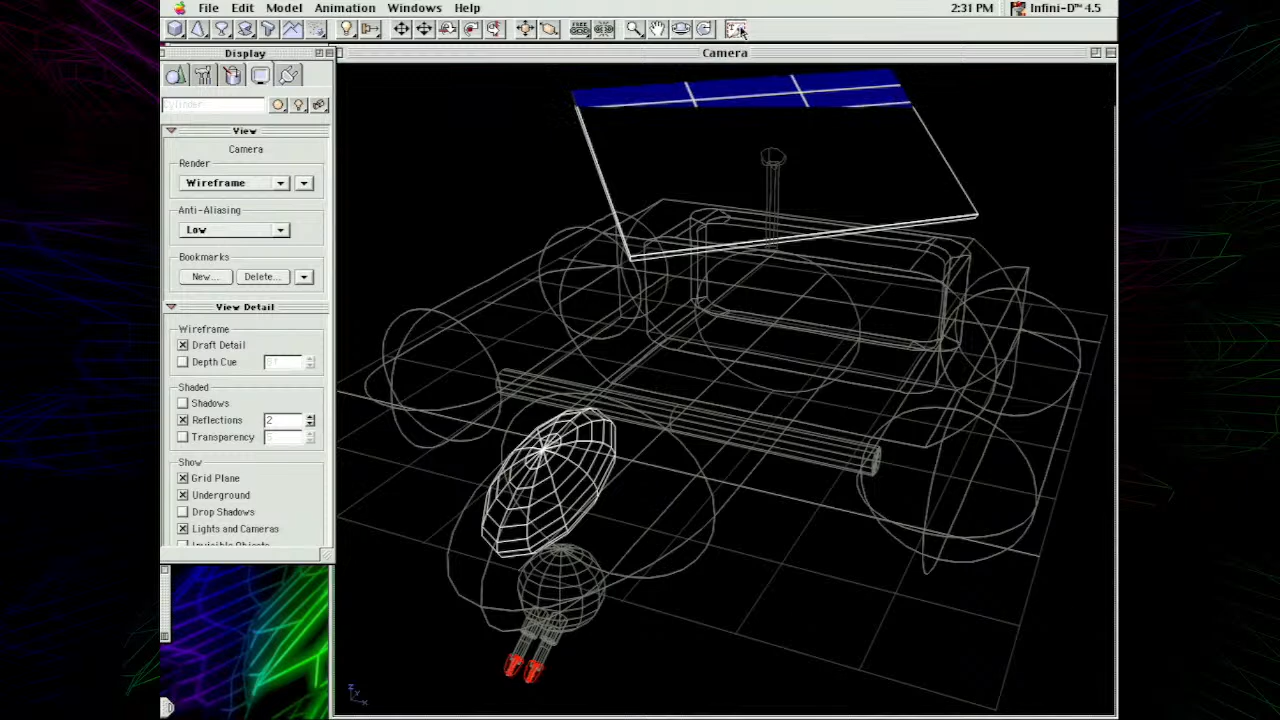 File Edit Model Animation Windows Help 2:31 PM Infini-D™ 4.5
Display
Camera
View
Camera
Render
Wireframe
Anti-Aliasing
Low
Bookmarks
New... Delete...
View Detail
Wireframe
Draft Detail
Depth Cue
Shaded
Shadows
Reflections 2
Transparency
Show
Grid Plane
Underground
Drop Shadows
Lights and Cameras
Z
Y
X